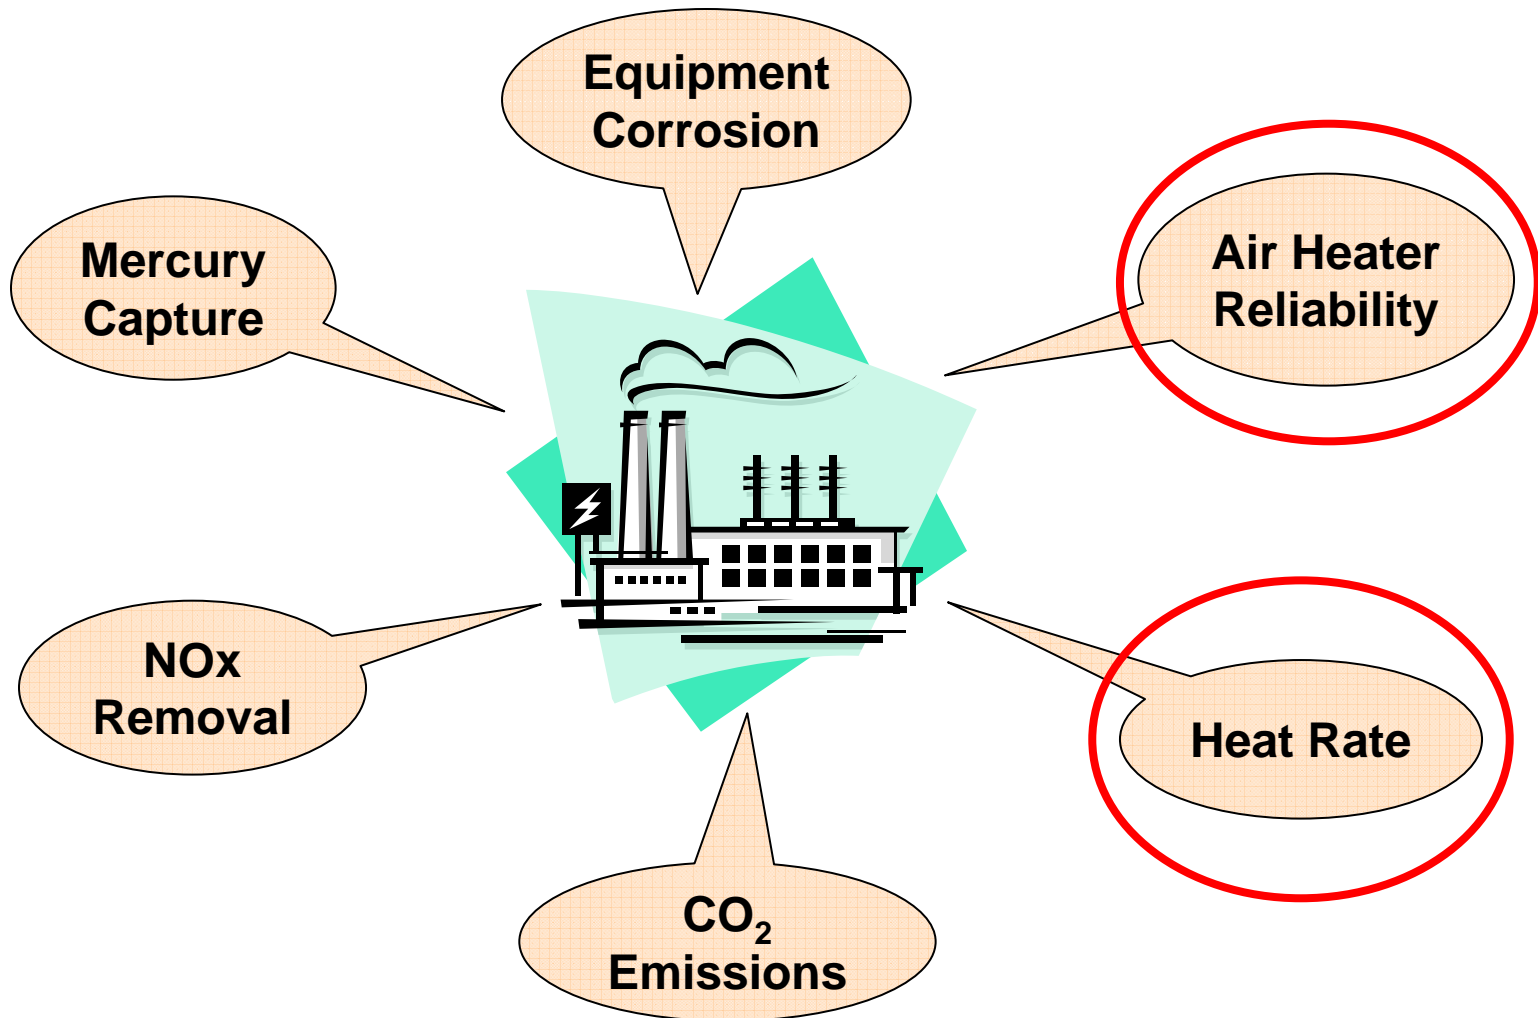 Equipment
Corrosion
Mercury
Capture
Air Heater
Reliability
NOx
Removal
Heat Rate
CO₂
Emissions